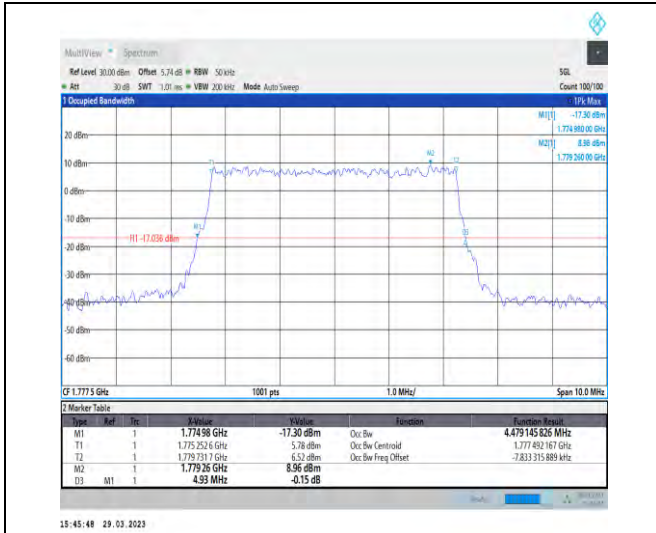 MultiView Spectrum
Ref Level 30.00 dBm Offset 5.74 dB RBW 50 kHz SGL
Att 30 dB SWT 1.01 ms VBW 200 kHz Mode Auto Sweep Count 100/100
1 Occupied Bandwidth 1Pk Max
M1[1] -17.30 dBm
1.774 980 00 GHz
M2[1] 8.98 dBm
1.779 260 00 GHz
20 dBm
10 dBm
M2
T1
T2
0 dBm
-10 dBm
M1
D3
H1 -17.036 dBm
-20 dBm
-30 dBm
-40 dBm
-50 dBm
-60 dBm
CF 1.777 5 GHz 1001 pts 1.0 MHz/ Span 10.0 MHz
2 Marker Table
Type Ref Trc X-Value Y-Value Function Function Result
M1 1 1.774 98 GHz -17.30 dBm Occ Bw 4.479 145 826 MHz
T1 1 1.775 252 6 GHz 5.78 dBm Occ Bw Centroid 1.777 492 167 GHz
T2 1 1.779 731 7 GHz 6.52 dBm Occ Bw Freq Offset -7.833 315 889 kHz
M2 1 1.779 26 GHz 8.96 dBm
D3 M1 1 4.93 MHz -0.15 dB
15:45:48 29.03.2023